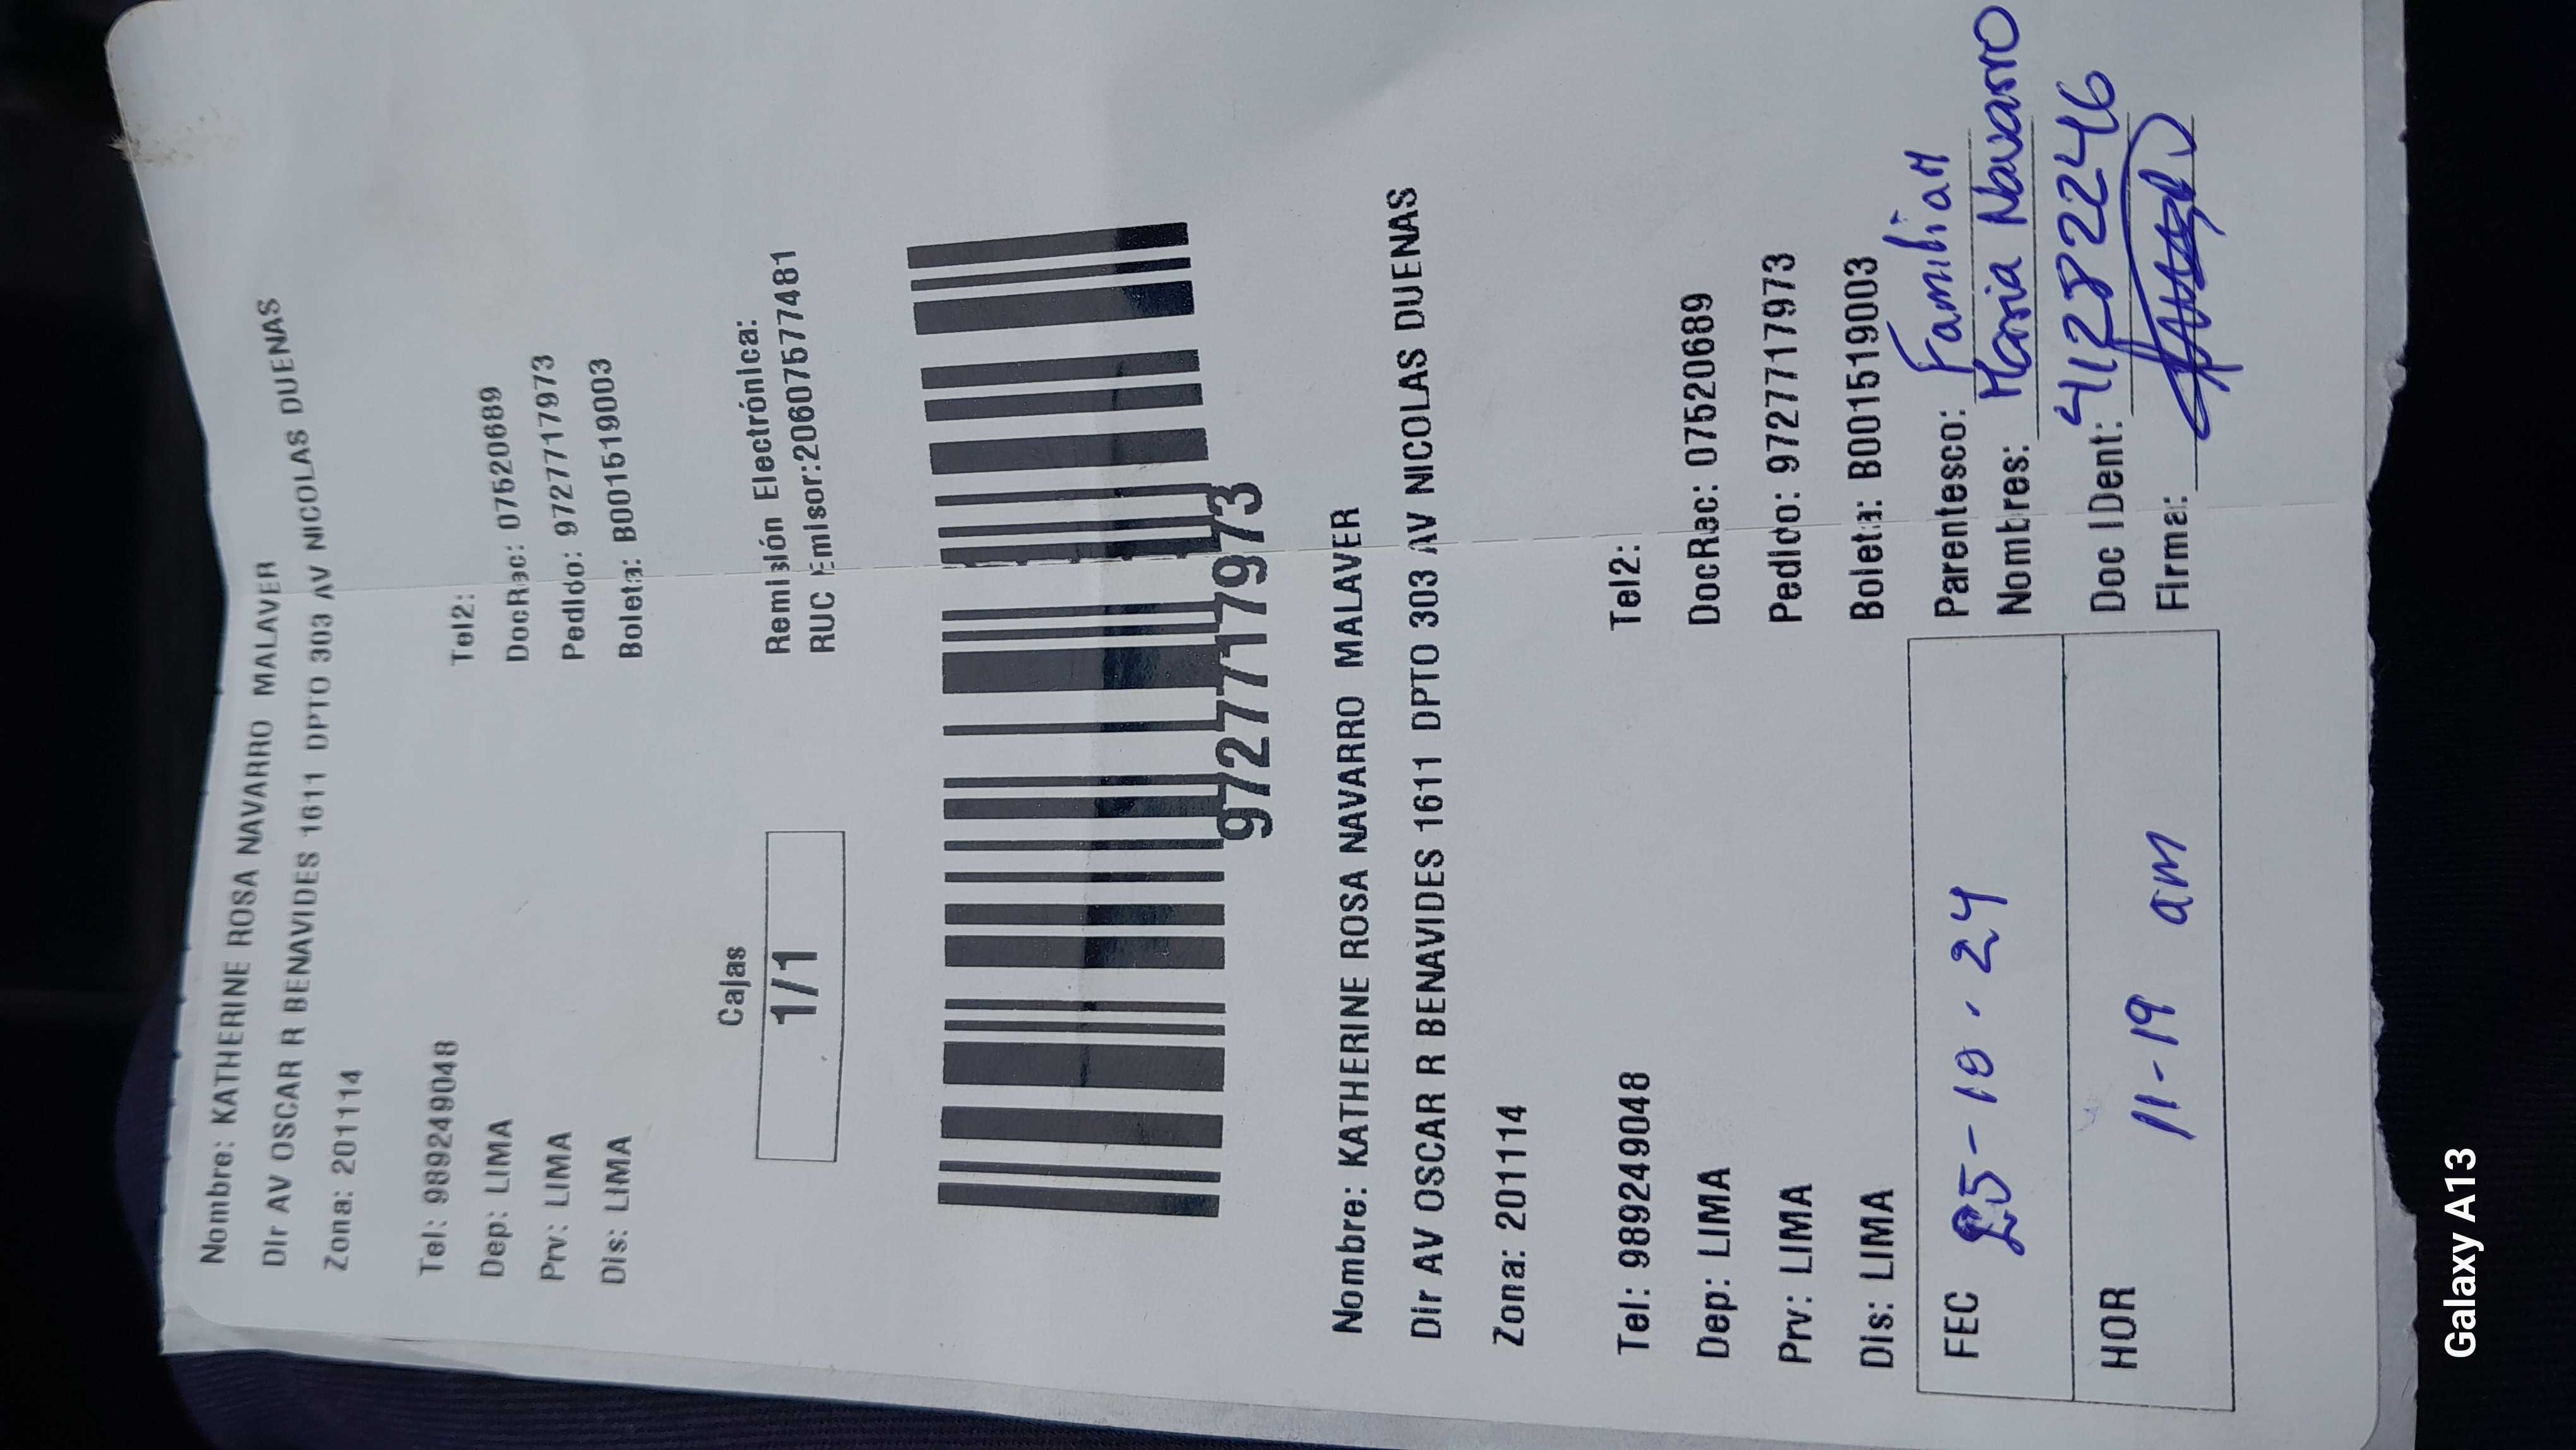 Nombre: KATHERINE ROSA NAVARRO MALAVER
Dir AV OSCAR R BENAVIDES 1611 DPTO 303 AV NICOLAS DUENAS
Zona: 201114
Tel: 989249048 Tel2:
Dep: LIMA DocRec: 07520689
Prv: LIMA Pedido: 9727717973
Dis: LIMA Boleta: B001519003
Cajas Remisión Electrónica:
1/1 RUC Emisor:20607577481
9727717973
Nombre: KATHERINE ROSA NAVARRO MALAVER
Dir AV OSCAR R BENAVIDES 1611 DPTO 303 AV NICOLAS DUENAS
Zona: 201114
Tel: 989249048 Tel2:
Dep: LIMA DocRec: 07520689
Prv: LIMA Pedido: 9727717973
Dis: LIMA Boleta: B001519003
FEC 25-10.24 Parentesco: Familiar
Nombres: Maria Navarro
HOR 11-19 am Doc IDent: 41282246
Firma:
Galaxy A13